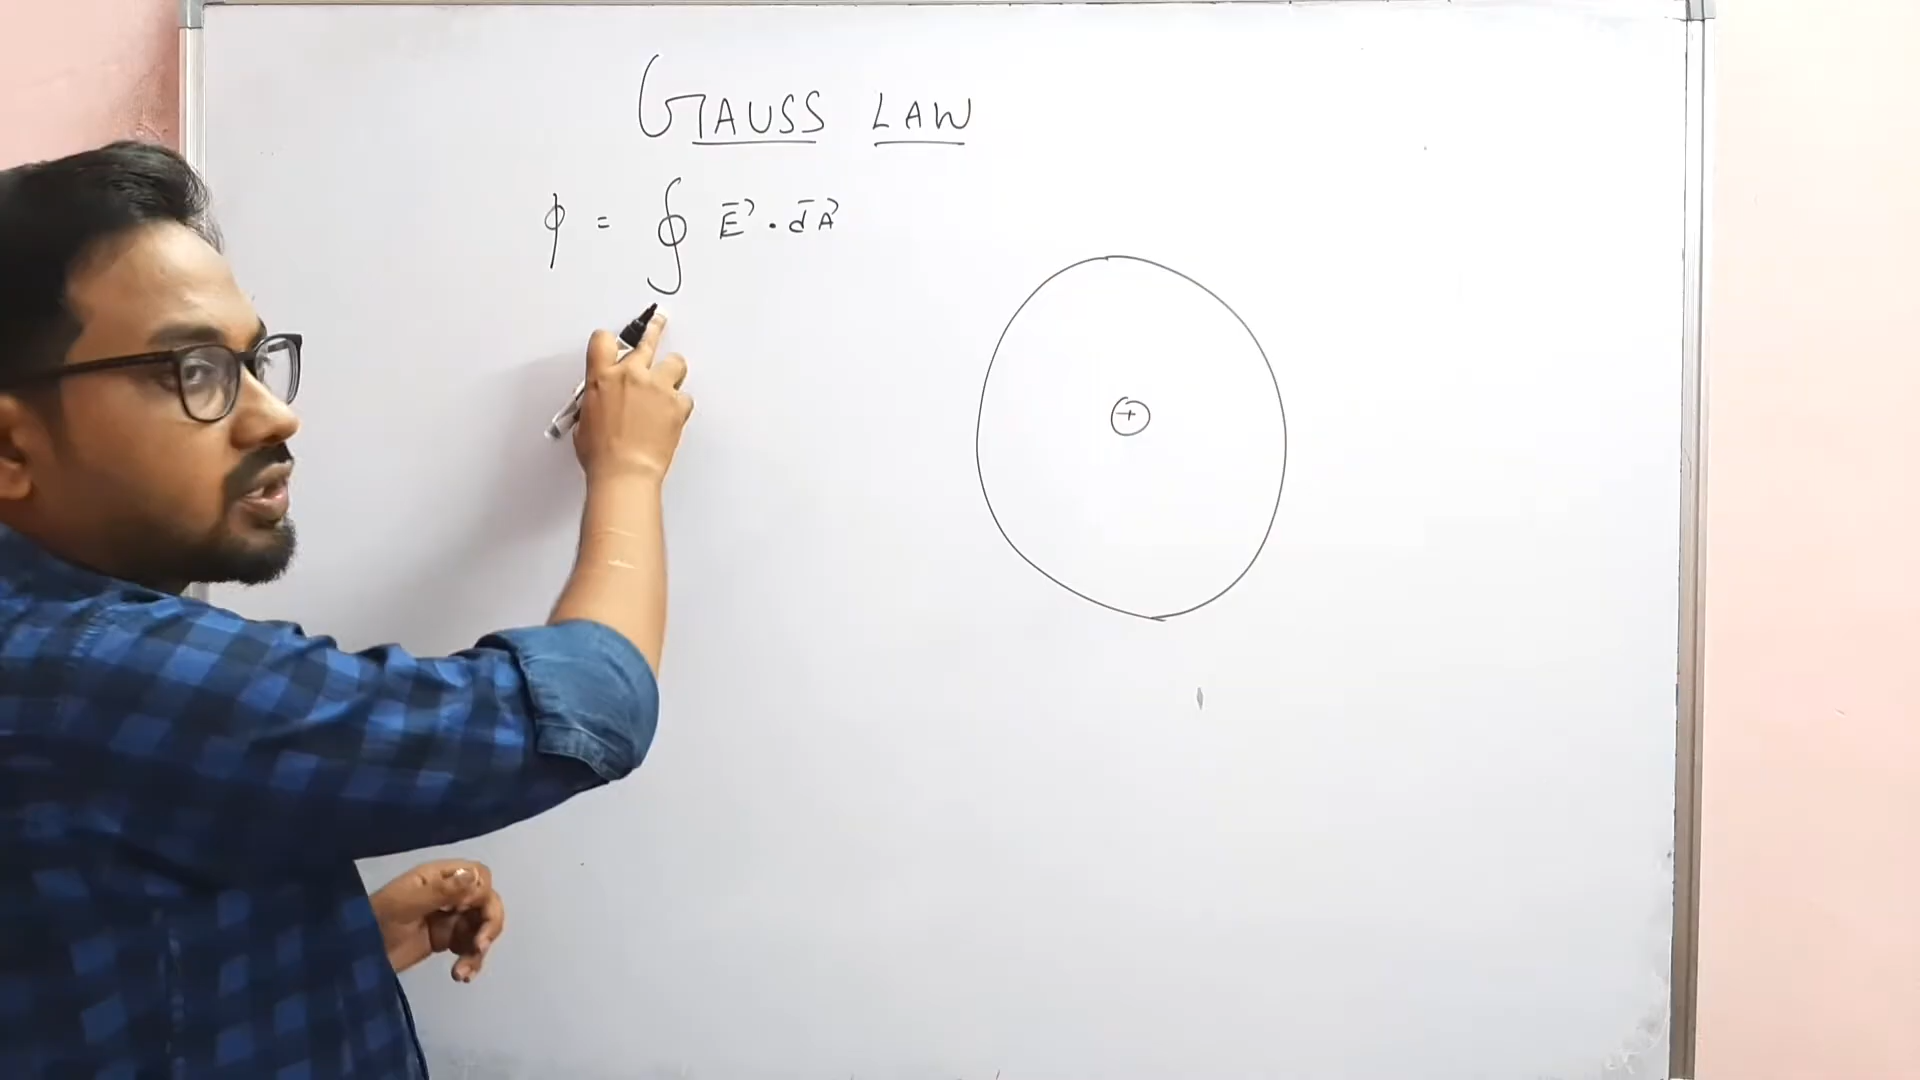 GAUSS LAW
ϕ = ∮ E⃗ · dA⃗
+